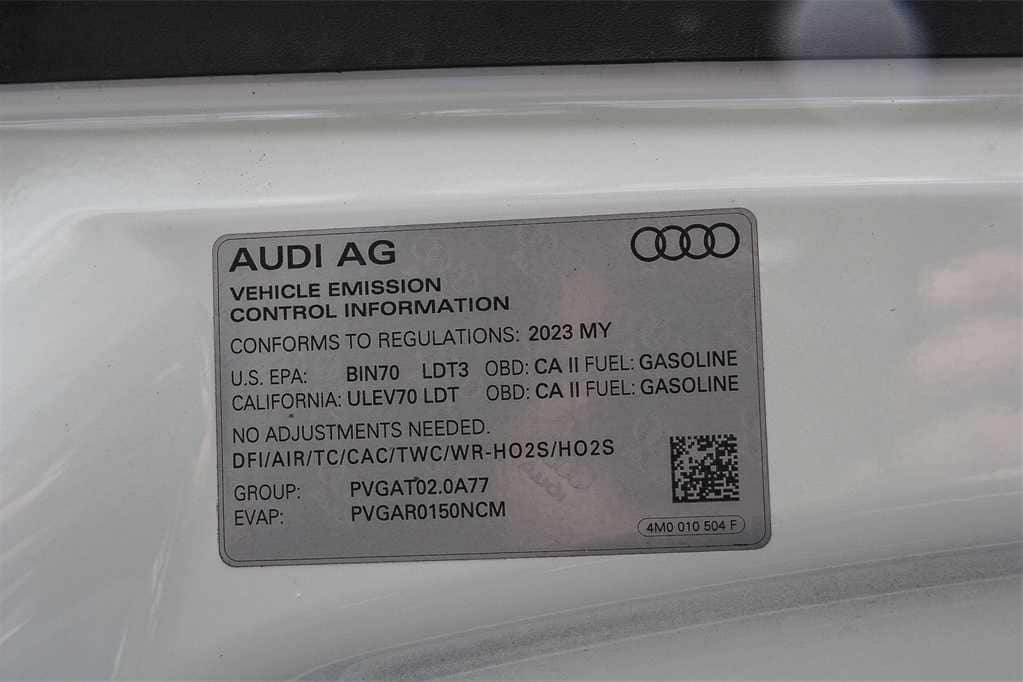 AUDI AG
VEHICLE EMISSION
CONTROL INFORMATION
CONFORMS TO REGULATIONS: 2023 MY
U.S. EPA: BIN70 LDT3 OBD: CA II FUEL: GASOLINE
CALIFORNIA: ULEV70 LDT OBD: CA II FUEL: GASOLINE
NO ADJUSTMENTS NEEDED.
DFI/AIR/TC/CAC/TWC/WR-HO2S/HO2S
GROUP: PVGAT02.0A77
EVAP: PVGAR0150NCM
4M0 010 504 F